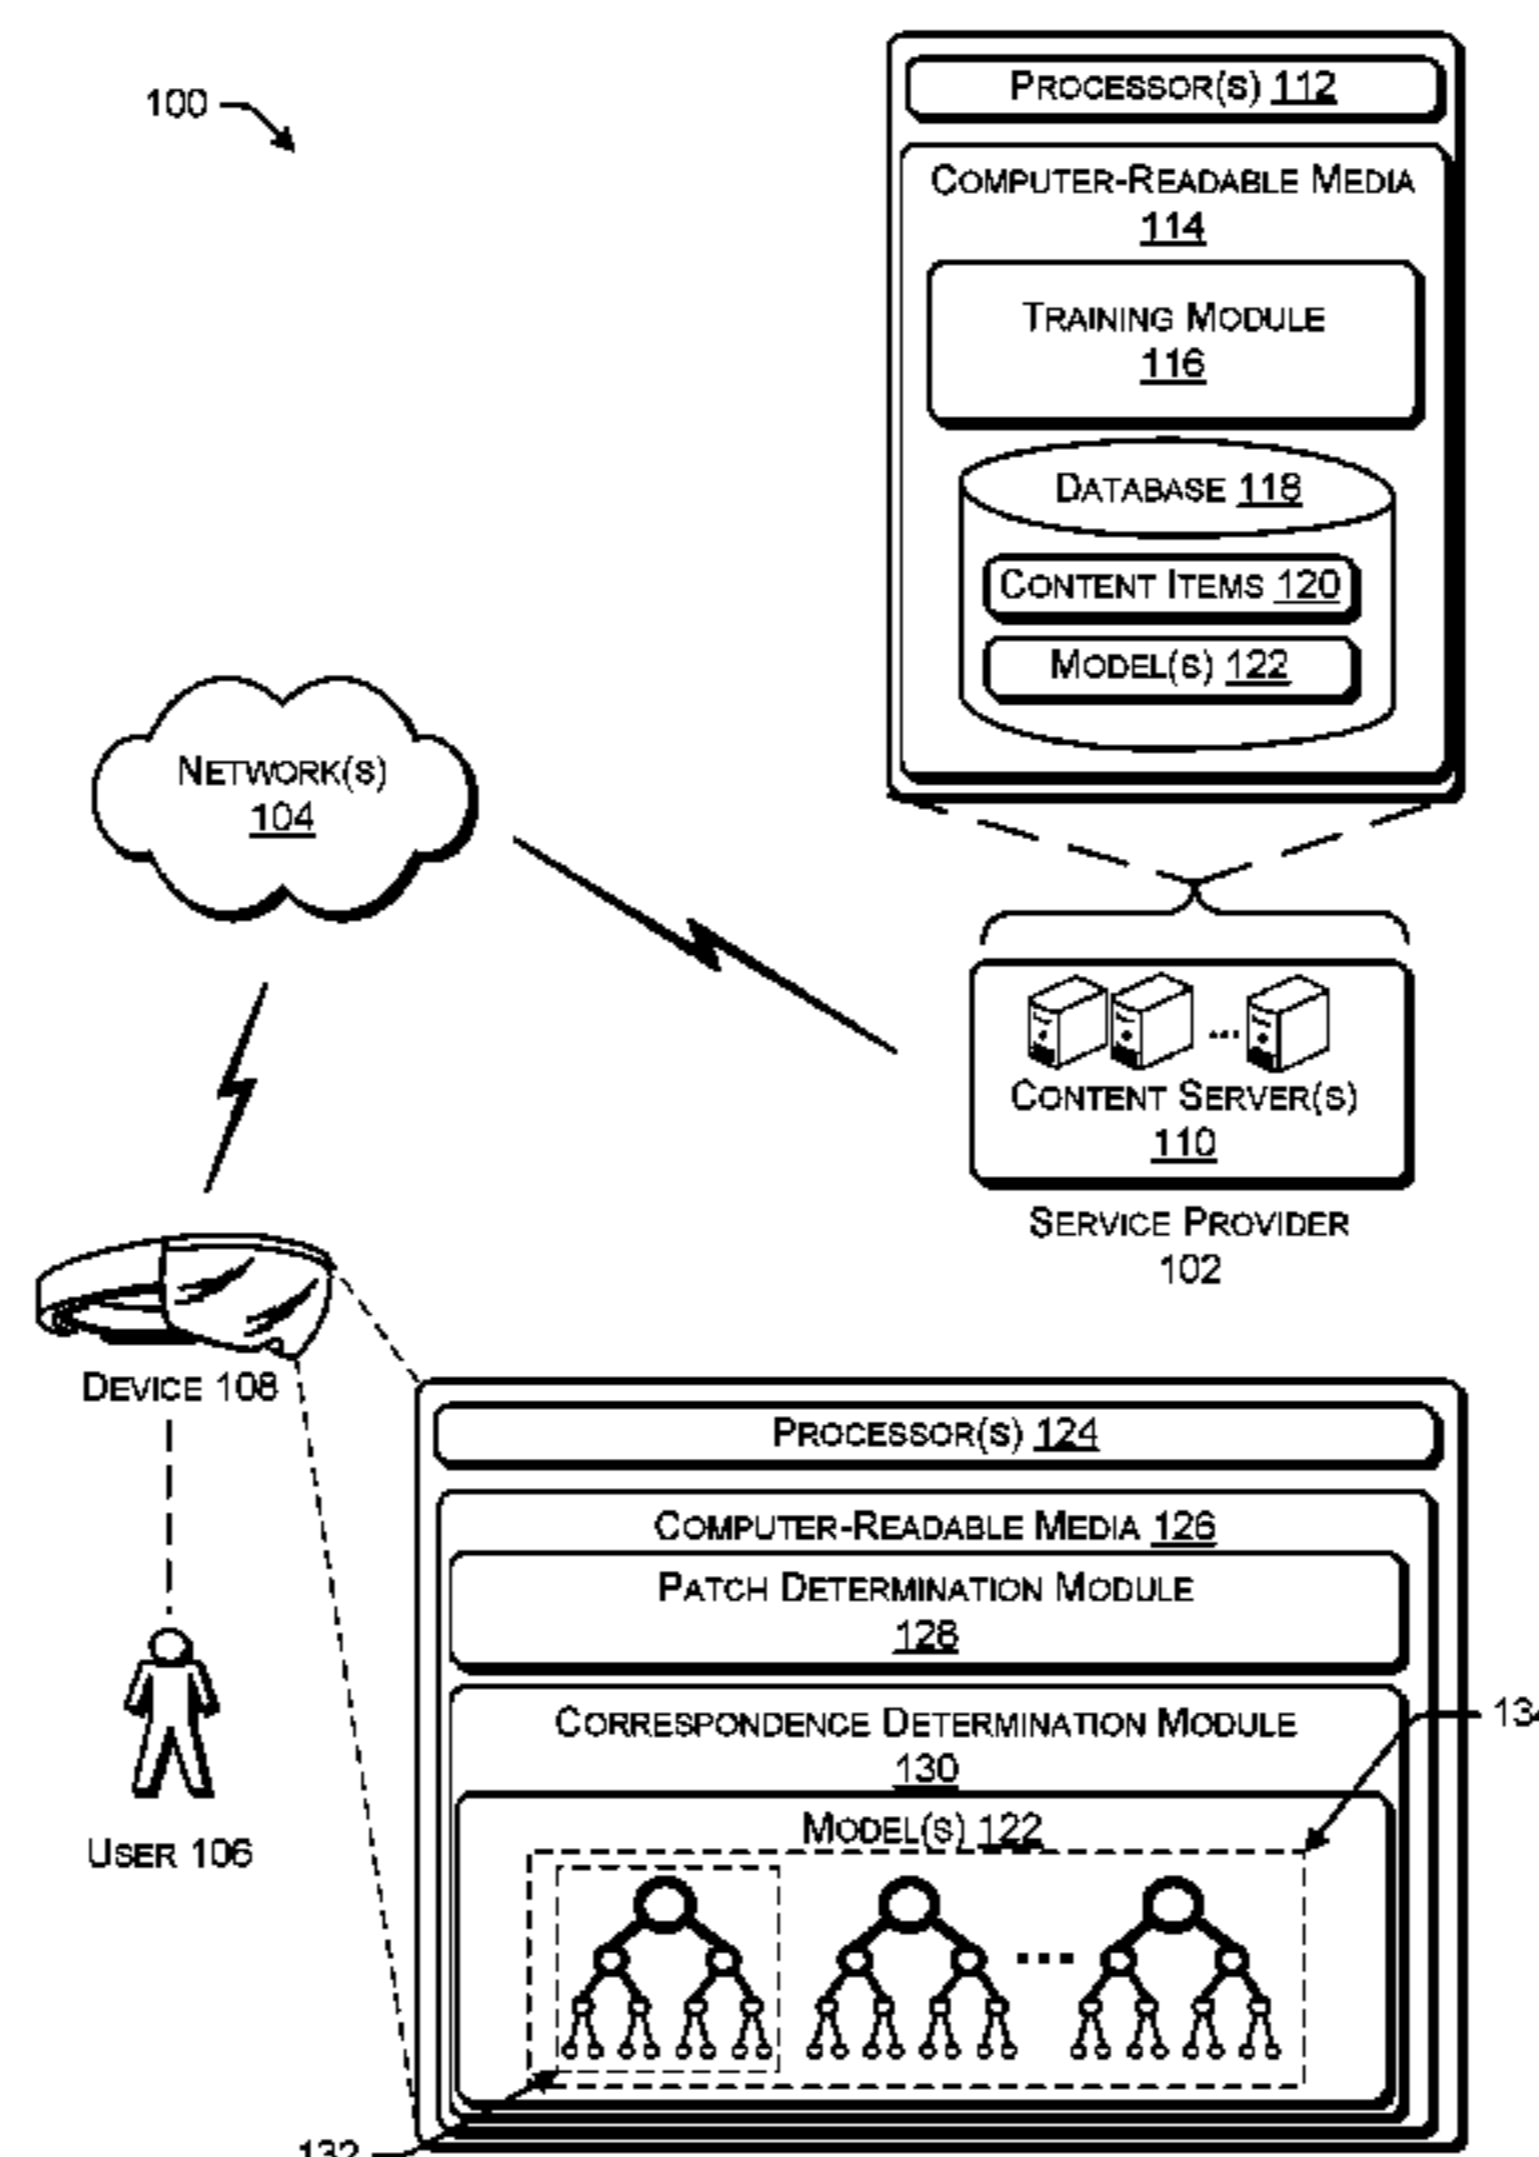 100
PROCESSOR(S) 112
COMPUTER-READABLE MEDIA
114
TRAINING MODULE
116
DATABASE 118
CONTENT ITEMS 120
MODEL(S) 122
NETWORK(S)
104
...
CONTENT SERVER(S)
110
SERVICE PROVIDER
102
DEVICE 108
PROCESSOR(S) 124
COMPUTER-READABLE MEDIA 126
PATCH DETERMINATION MODULE
128
CORRESPONDENCE DETERMINATION MODULE
130
134
MODEL(S) 122
...
USER 106
132